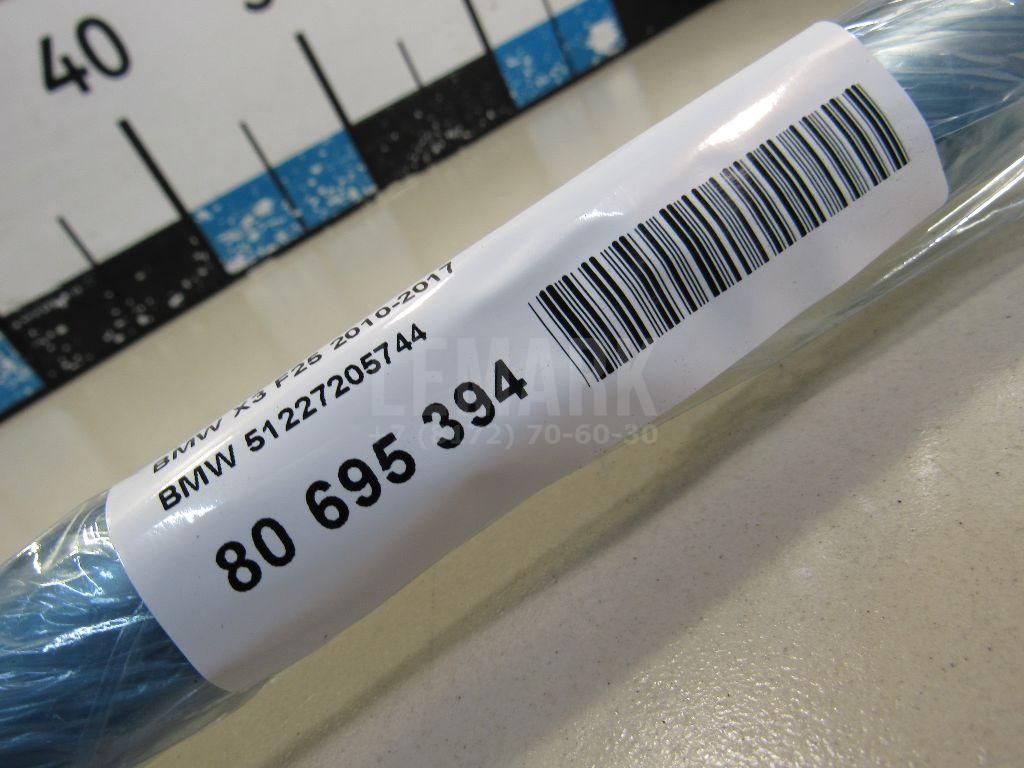 40
BMW X3 F25 2010-2017
BMW 51227205744
80 695 394
LEMARK
+7 (8172) 70-60-30